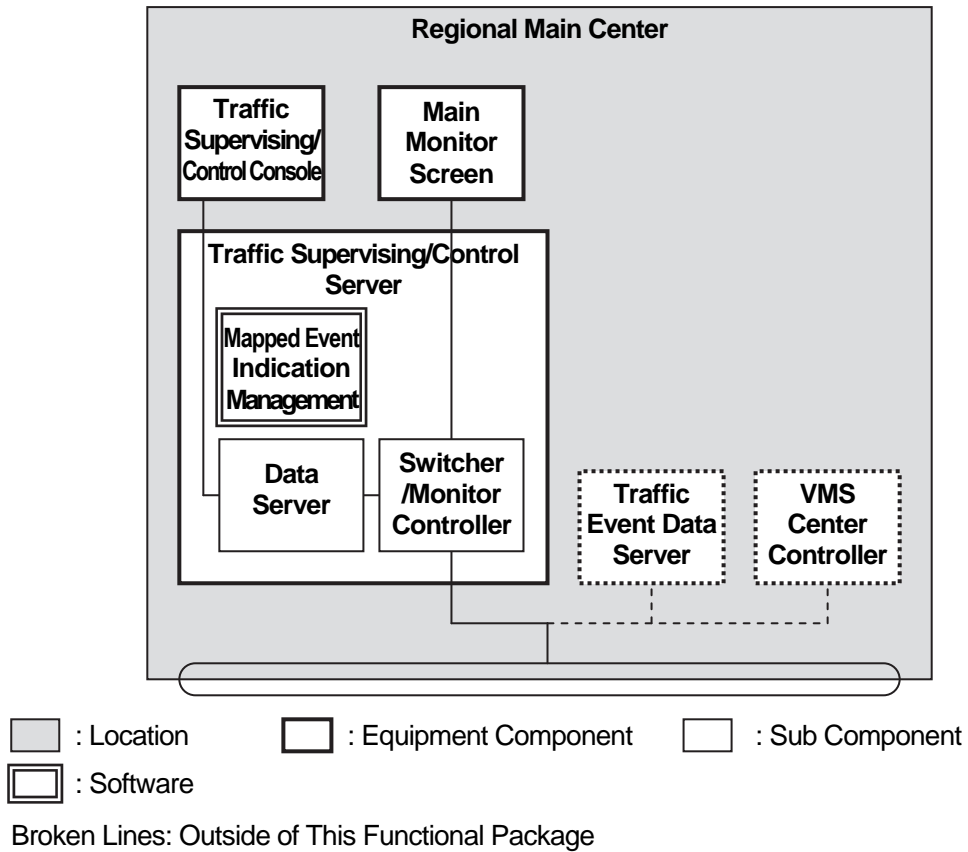 Regional Main Center
Traffic
Supervising/
Control Console
Main
Monitor
Screen
Traffic Supervising/Control
Server
Mapped Event
Indication
Management
Data
Server
Switcher
/Monitor
Controller
Traffic
Event Data
Server
VMS
Center
Controller
: Location
: Equipment Component
: Sub Component
: Software
Broken Lines: Outside of This Functional Package